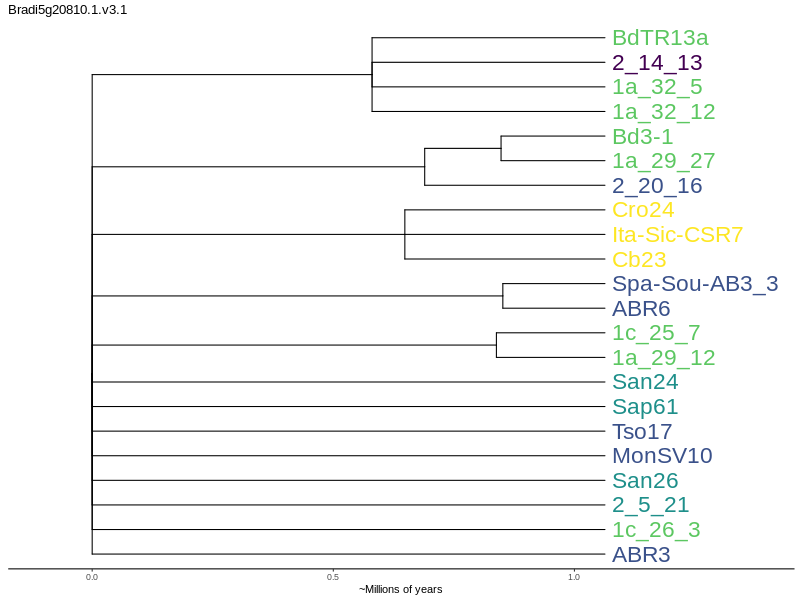 Bradi5g20810.1.v3.1
BdTR13a
2_14_13
1a_32_5
1a_32_12
Bd3-1
1a_29_27
2_20_16
Cro24
Ita-Sic-CSR7
Cb23
Spa-Sou-AB3_3
ABR6
1c_25_7
1a_29_12
San24
Sap61
Tso17
MonSV10
San26
2_5_21
1c_26_3
ABR3
0.0 0.5 1.0
~Millions of years